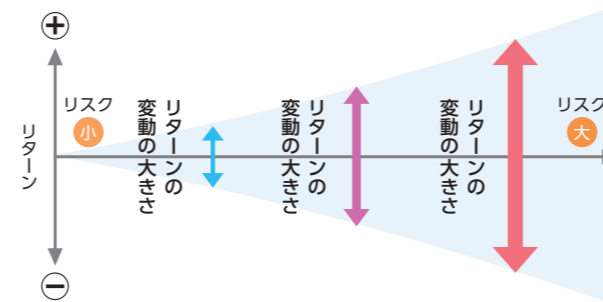 ＋
リターン
－
リスク
小
リターンの
変動の大きさ
リターンの
変動の大きさ
リターンの
変動の大きさ
リスク
大